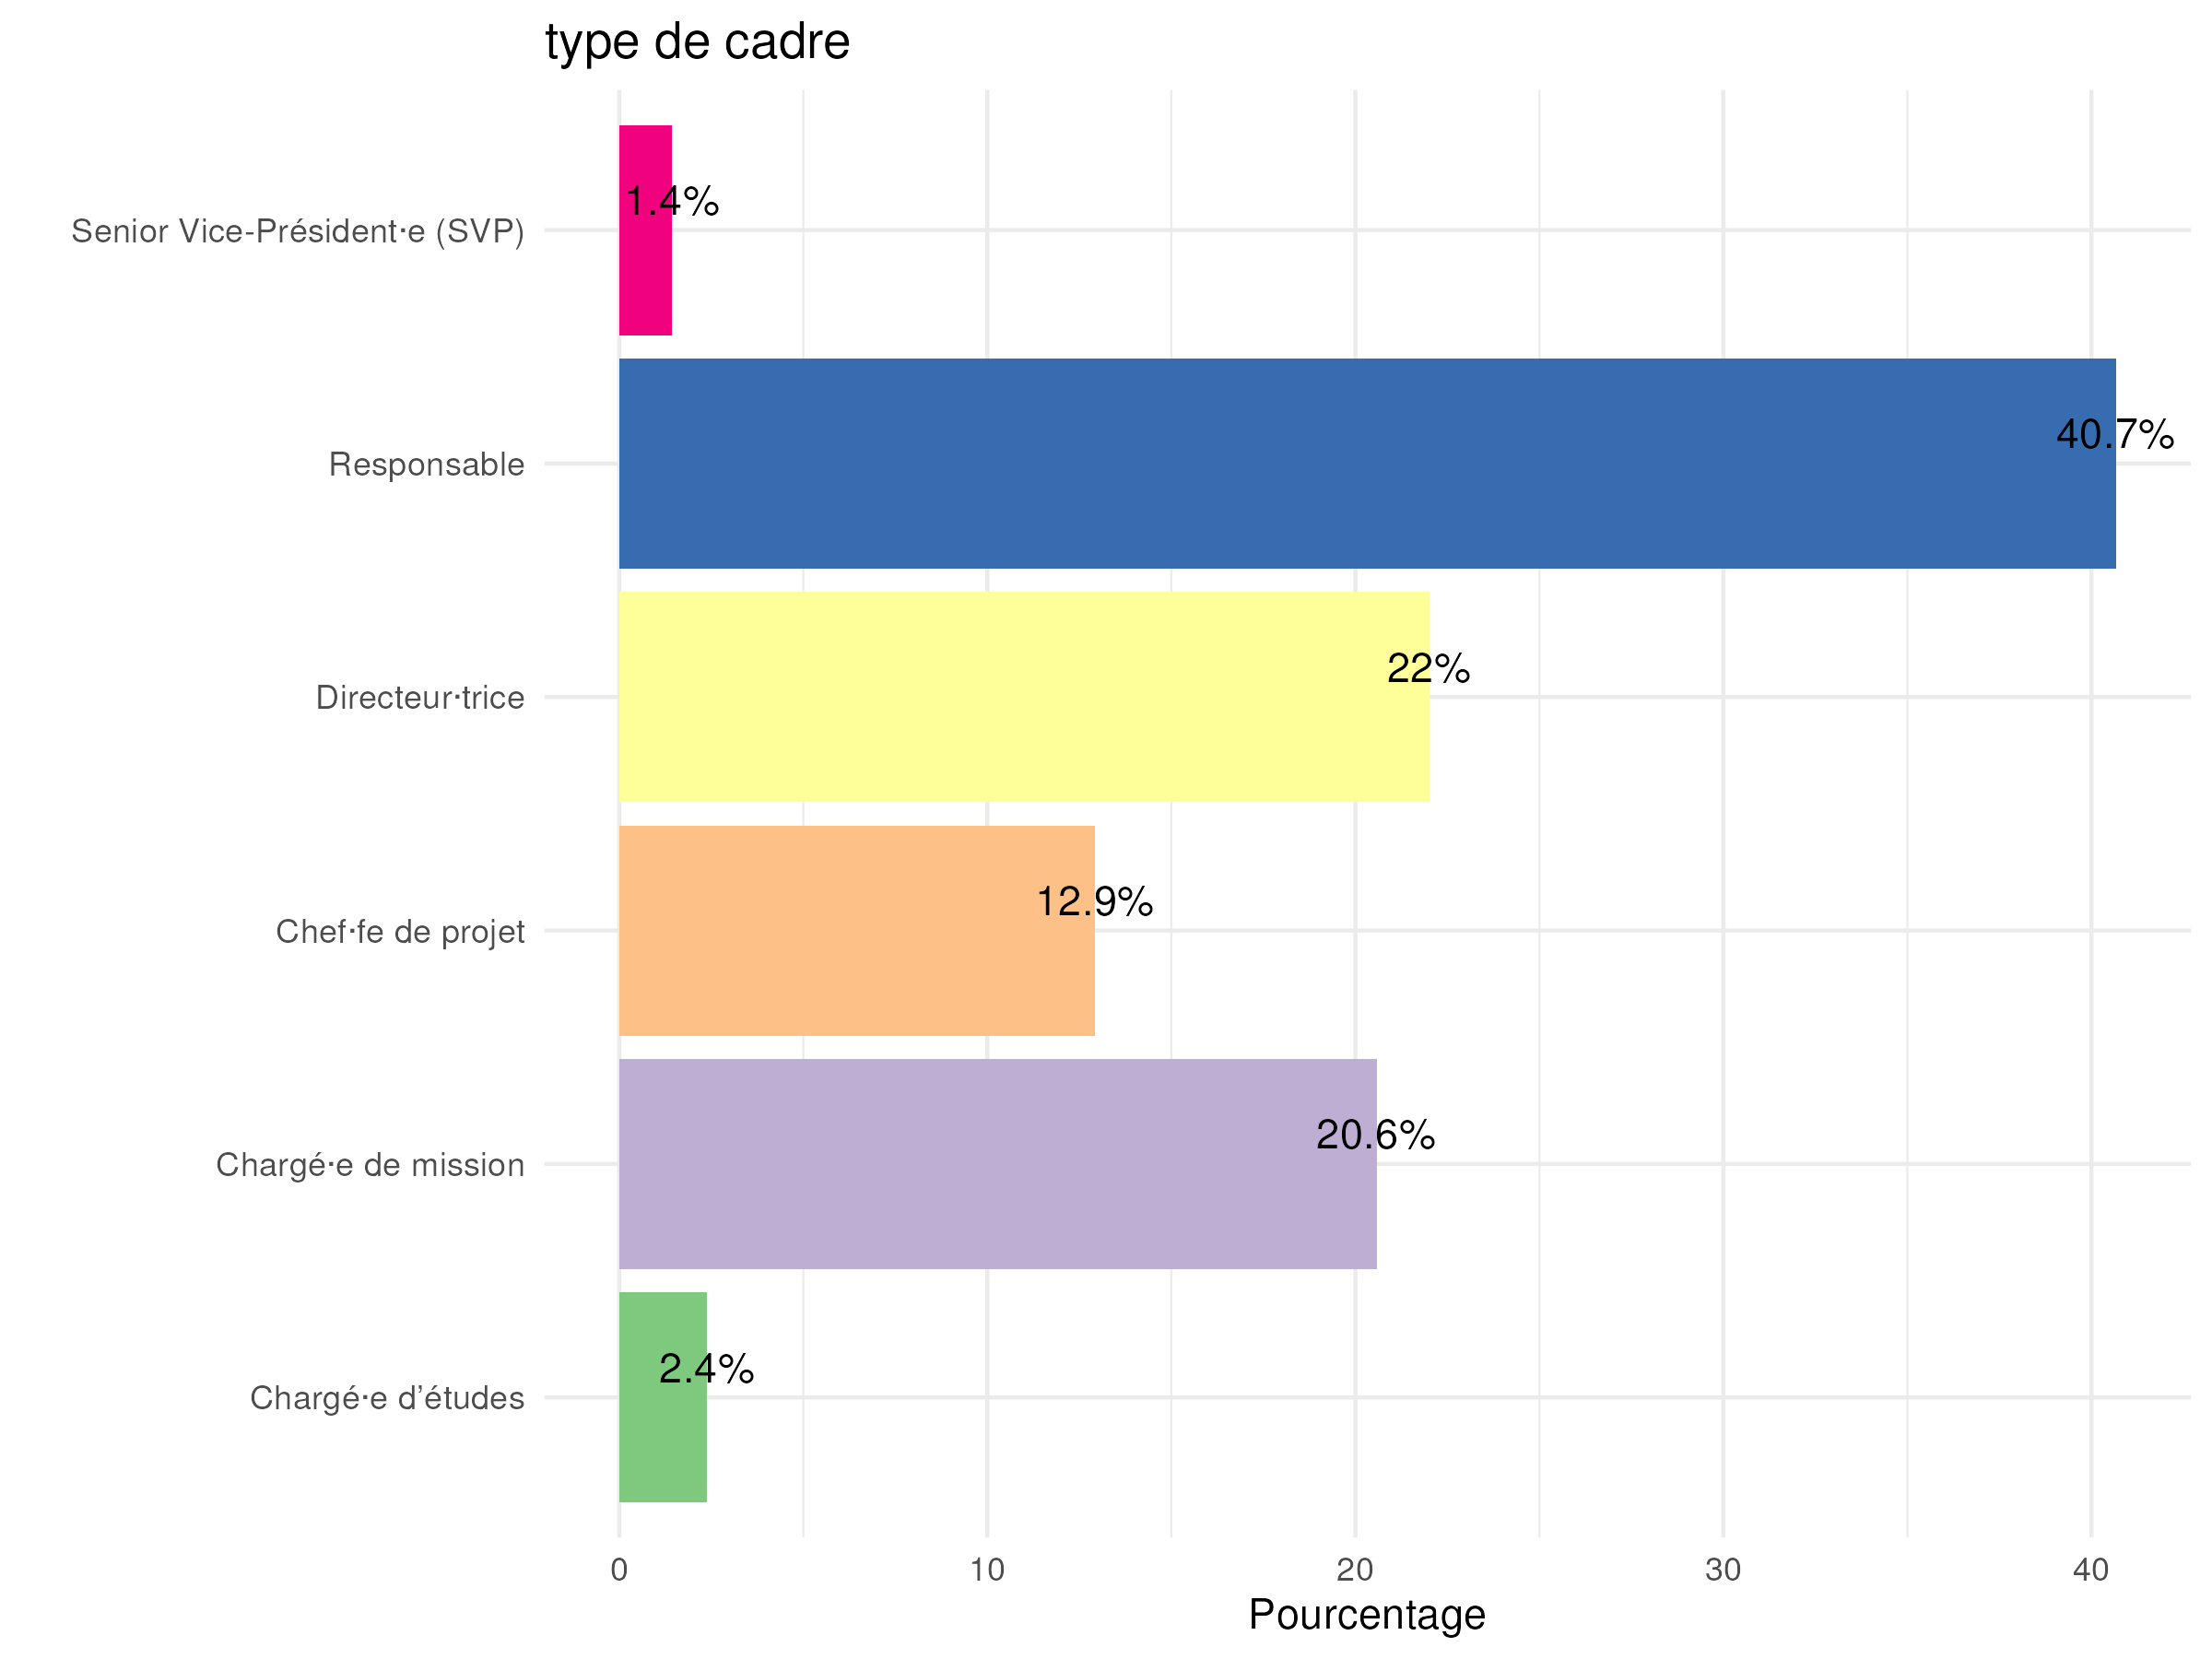 type de cadre
Senior Vice-Président·e (SVP)
1.4%
Responsable
40.7%
Directeur·trice
22%
Chef·fe de projet
12.9%
Chargé·e de mission
20.6%
Chargé·e d’études
2.4%
0 10 20 30 40
Pourcentage